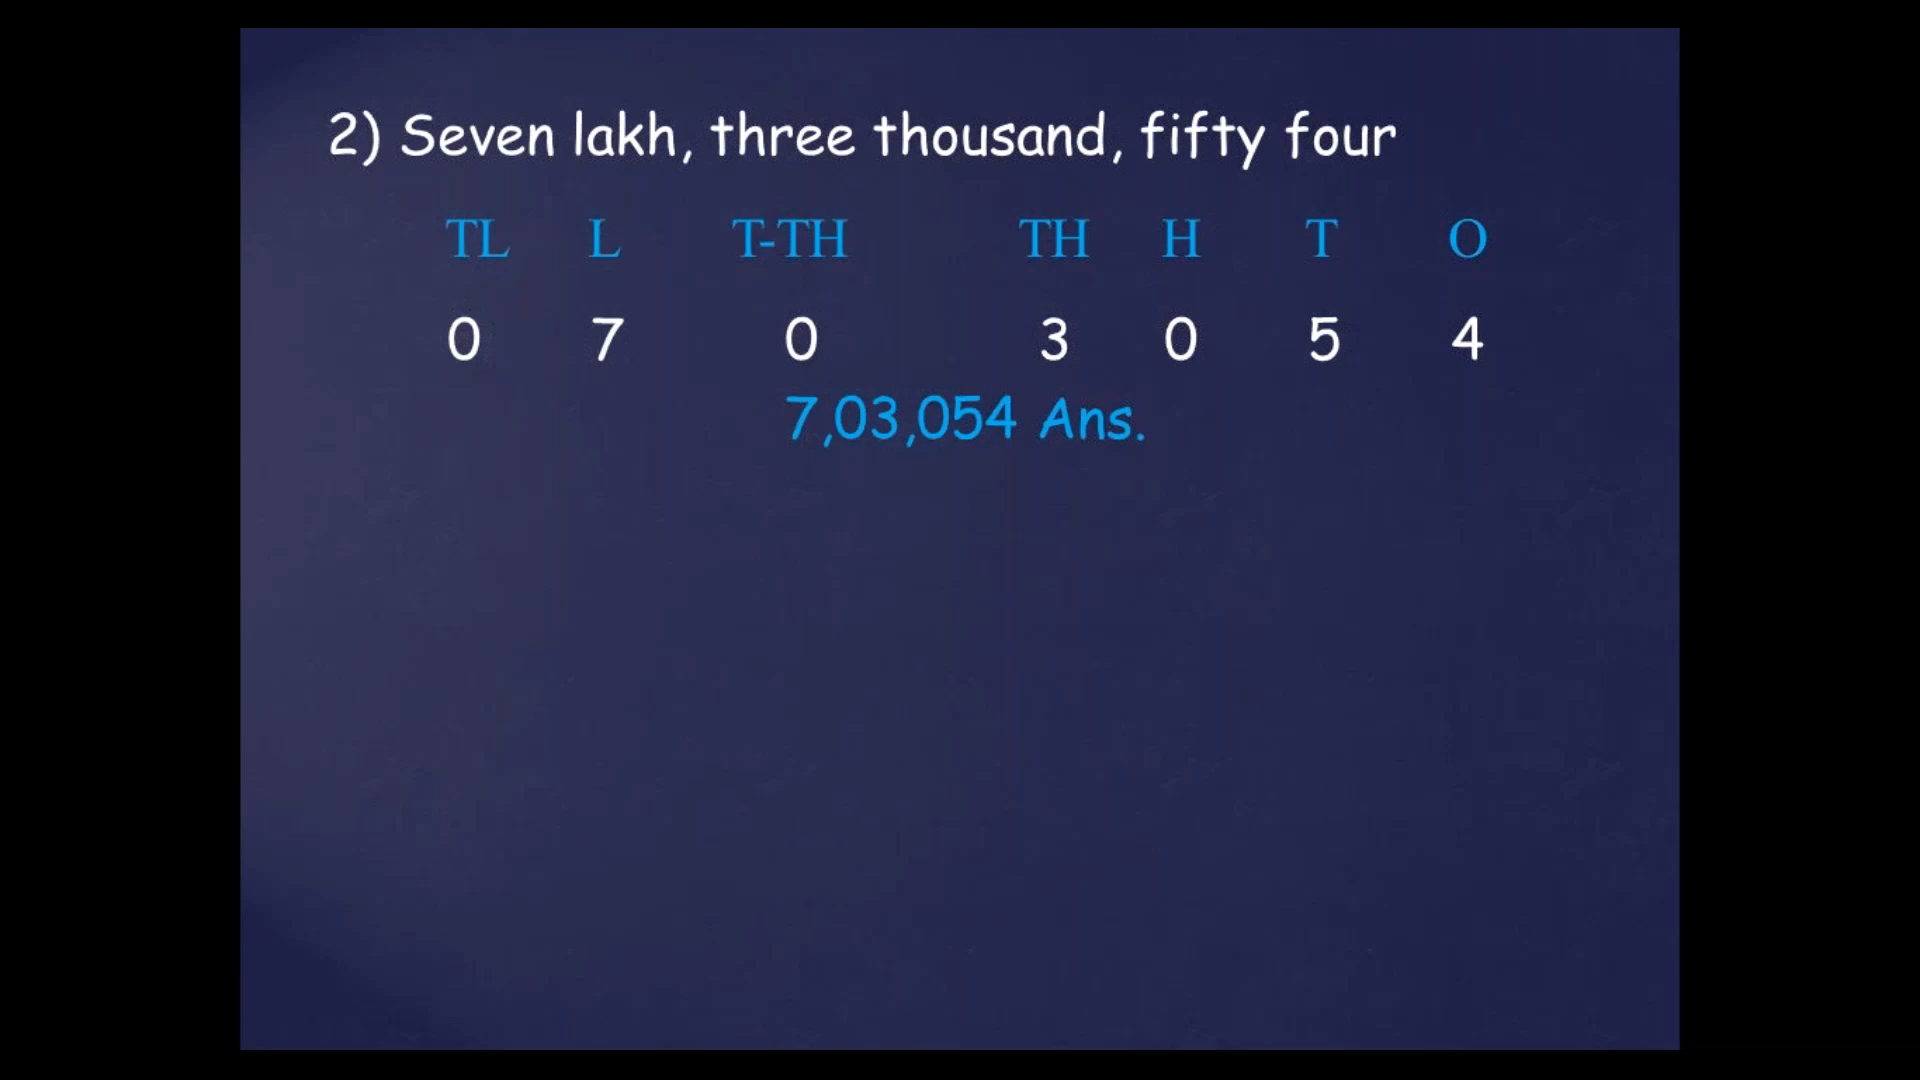 2) Seven lakh, three thousand, fifty four
TL L T-TH TH H T O
0 7 0 3 0 5 4
7,03,054 Ans.